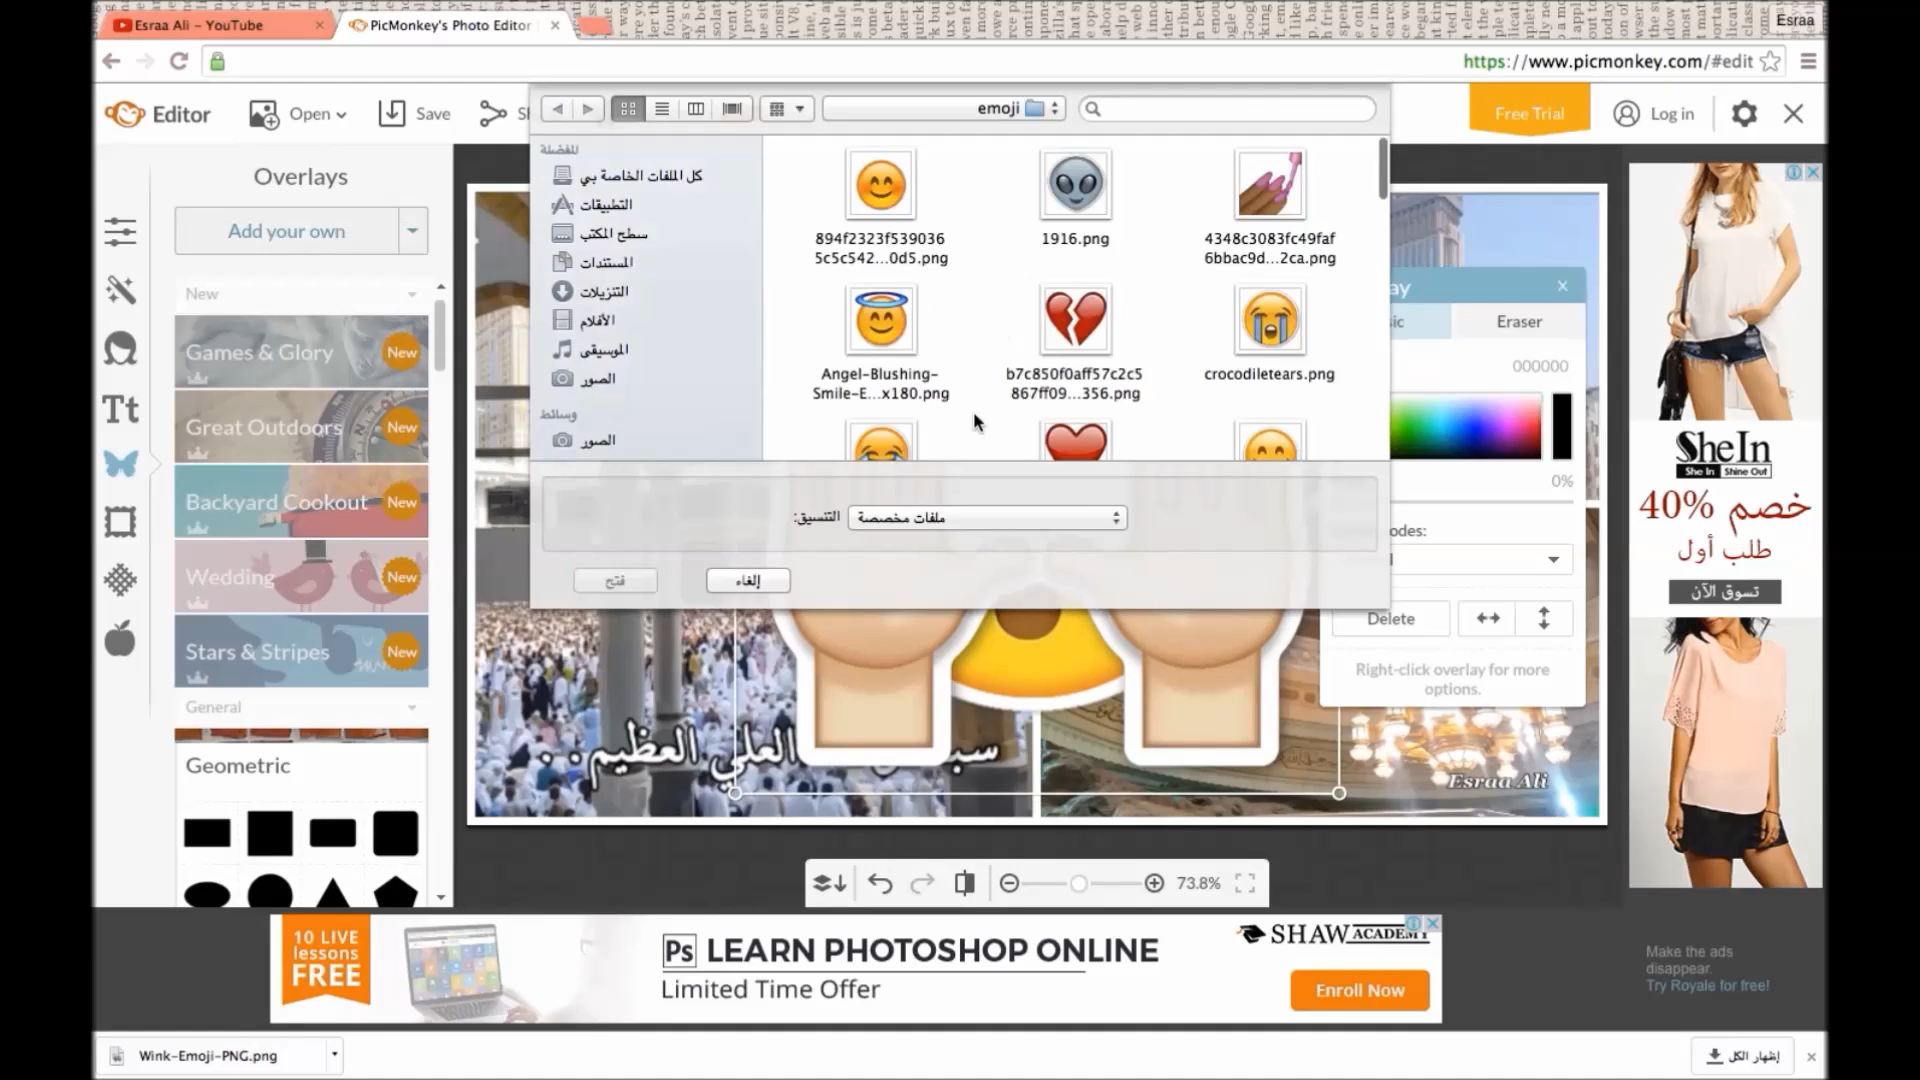 Esraa Ali - YouTube
PicMonkey's Photo Editor
Esraa
https://www.picmonkey.com/#edit
Editor
Open
Save
emoji
Free Trial
Log in
Overlays
Add your own
New
Games & Glory
New
Great Outdoors
New
Backyard Cookout
New
Wedding
New
Stars & Stripes
New
General
Geometric
المفضلة
كل الملفات الخاصة بي
التطبيقات
سطح المكتب
المستندات
التنزيلات
الأفلام
الموسيقى
الصور
وسائط
الصور
894f2323f539036
5c5c542...0d5.png
1916.png
4348c3083fc49faf
6bbac9d...2ca.png
Angel-Blushing-
Smile-E...x180.png
b7c850f0aff57c2c5
867ff09...356.png
crocodiletears.png
التنسيق:
ملفات مخصصة
فتح
إلغاء
Eraser
000000
0%
Delete
Right-click overlay for more
options.
العلي العظيم..
Esraa Ali
73.8%
SheIn
She In Shine Out
خصم 40%
طلب أول
تسوق الآن
10 LIVE
lessons
FREE
Ps LEARN PHOTOSHOP ONLINE
Limited Time Offer
SHAW ACADEMY
Enroll Now
Make the ads
disappear.
Try Royale for free!
Wink-Emoji-PNG.png
إظهار الكل